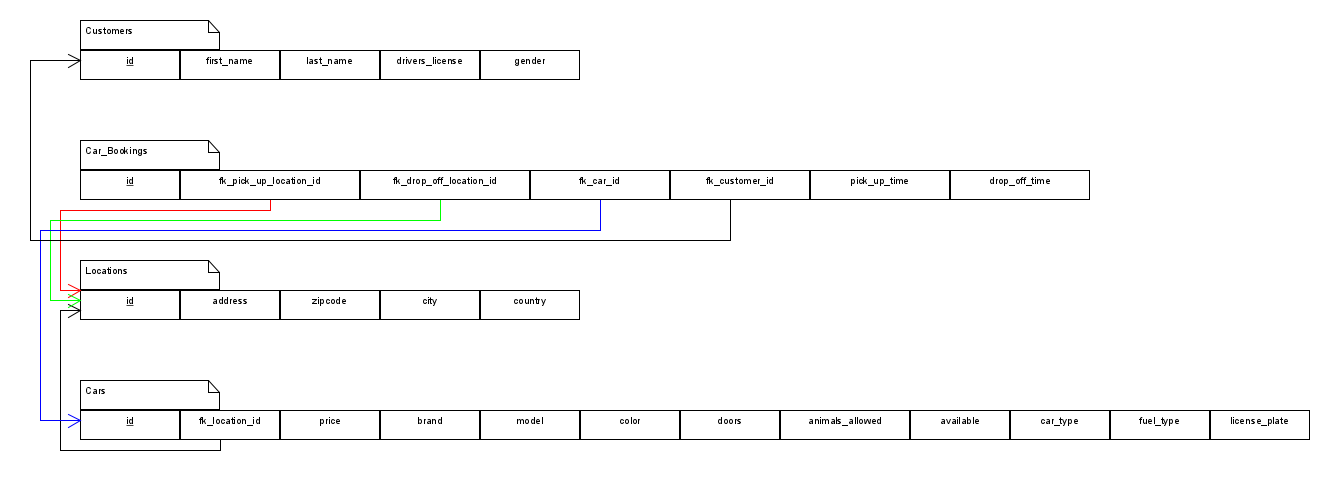 Customers
id first_name last_name drivers_license gender
Car_Bookings
id fk_pick_up_location_id fk_drop_off_location_id fk_car_id fk_customer_id pick_up_time drop_off_time
Locations
id address zipcode city country
Cars
id fk_location_id price brand model color doors animals_allowed available car_type fuel_type license_plate